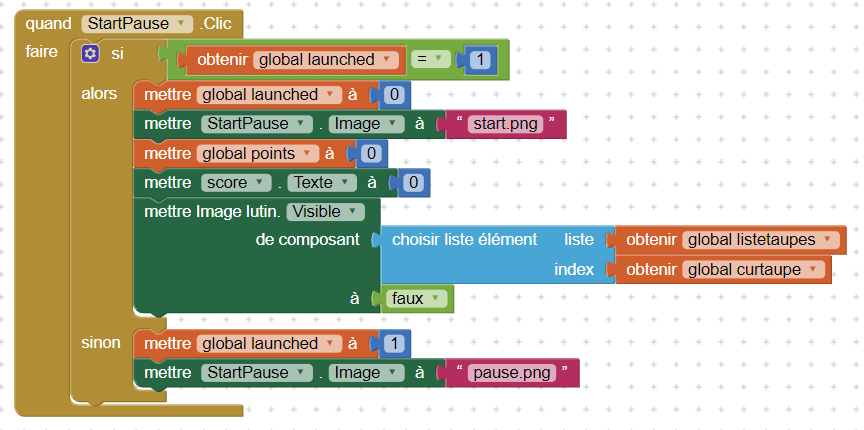 quand StartPause .Clic
faire si obtenir global launched = 1
alors mettre global launched à 0
mettre StartPause . Image à “ start.png ”
mettre global points à 0
mettre score . Texte à 0
mettre Image lutin. Visible
de composant choisir liste élément liste obtenir global listetaupes
index obtenir global curtaupe
à faux
sinon mettre global launched à 1
mettre StartPause . Image à “ pause.png ”